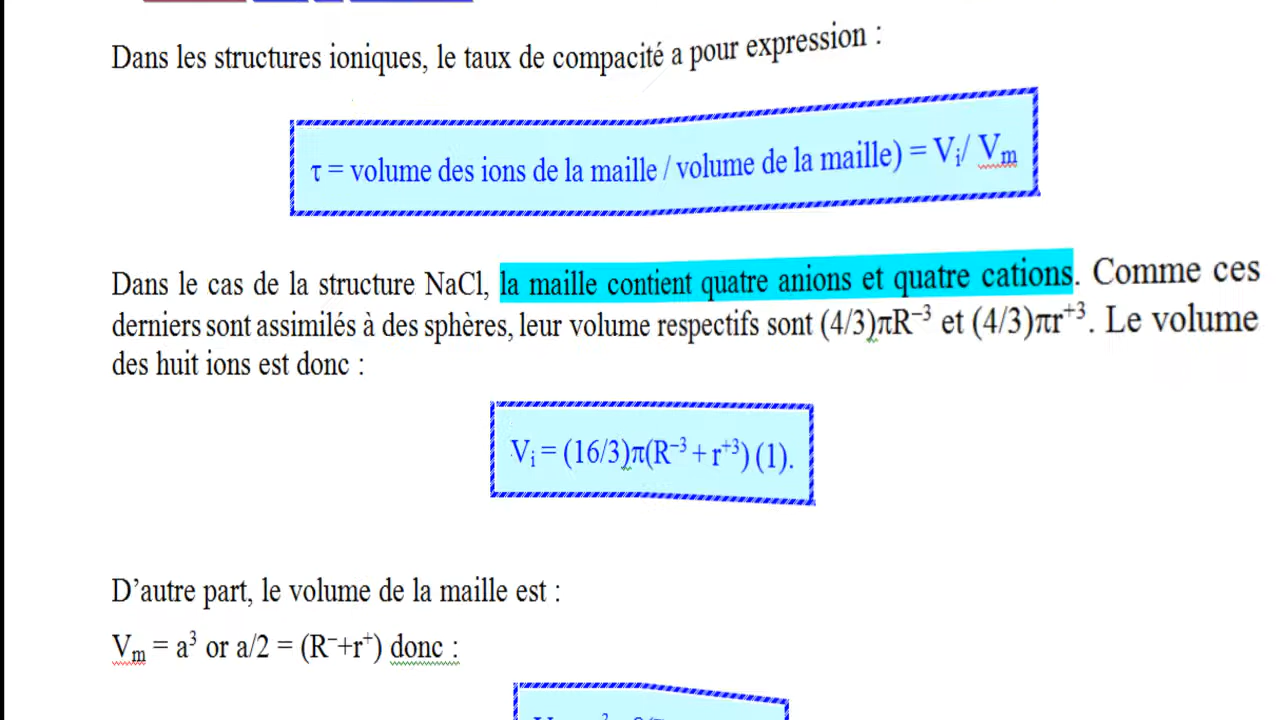 Dans les structures ioniques, le taux de compacité a pour expression :
τ = volume des ions de la maille / volume de la maille) = Vᵢ/ Vₘ
Dans le cas de la structure NaCl, la maille contient quatre anions et quatre cations. Comme ces
derniers sont assimilés à des sphères, leur volume respectifs sont (4/3)πR⁻³ et (4/3)πr⁺³. Le volume
des huit ions est donc :
Vᵢ = (16/3)π(R⁻³ + r⁺³) (1).
D’autre part, le volume de la maille est :
Vₘ = a³ or a/2 = (R⁻+r⁺) donc :